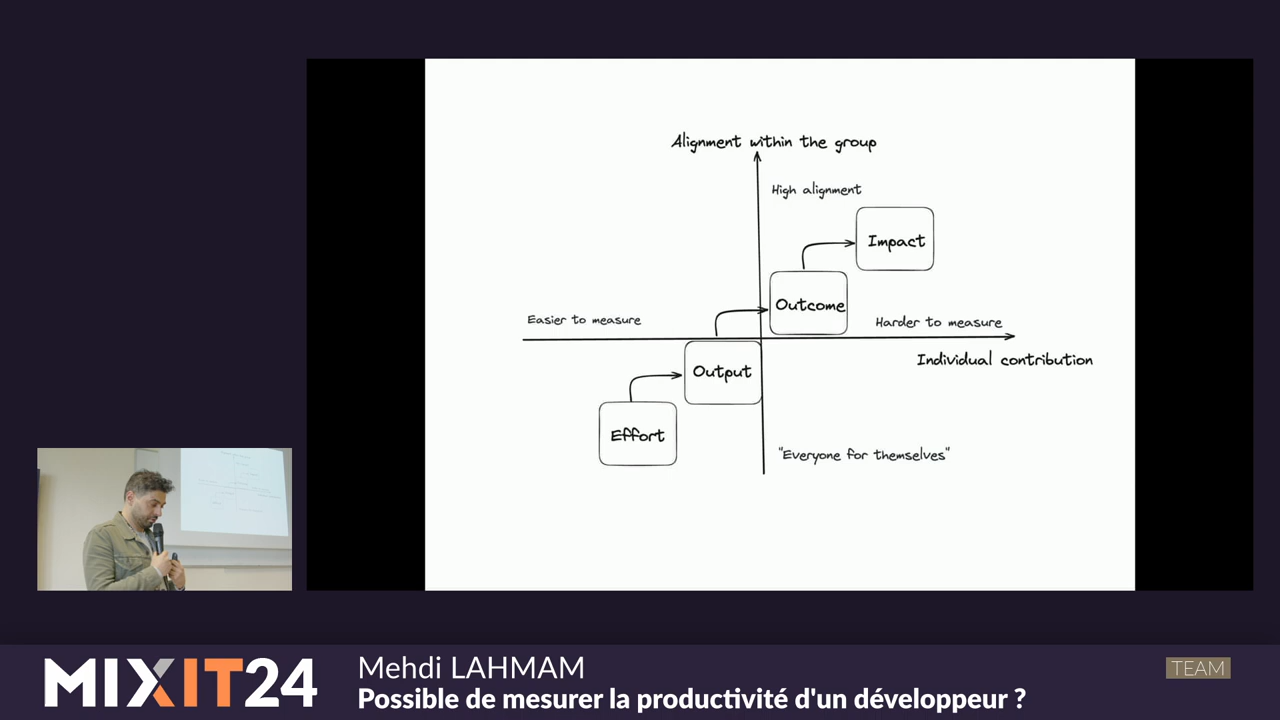 Alignment within the group
High alignment
Impact
Outcome
Easier to measure
Harder to measure
Individual contribution
Output
Effort
"Everyone for themselves"
MIXIT24
Mehdi LAHMAM
Possible de mesurer la productivité d'un développeur ?
TEAM